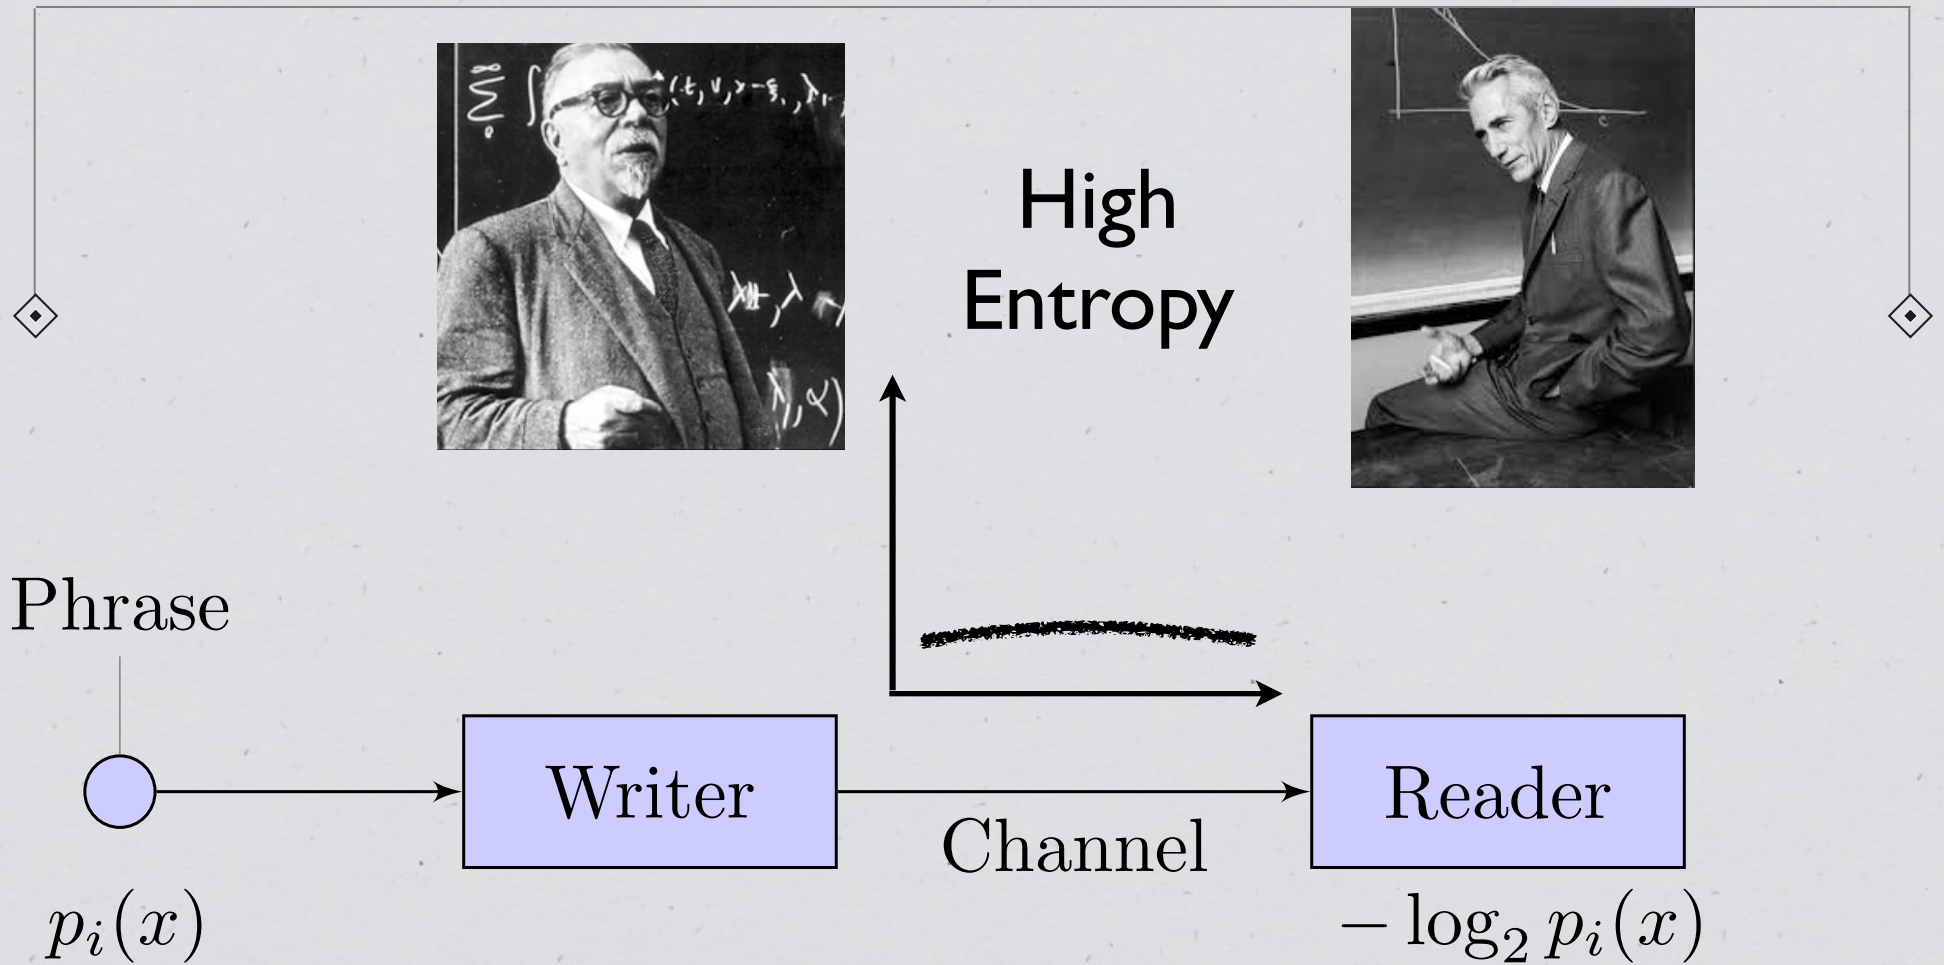 High
Entropy
Phrase
Writer
Channel
Reader
p_i(x)
− log_2 p_i(x)